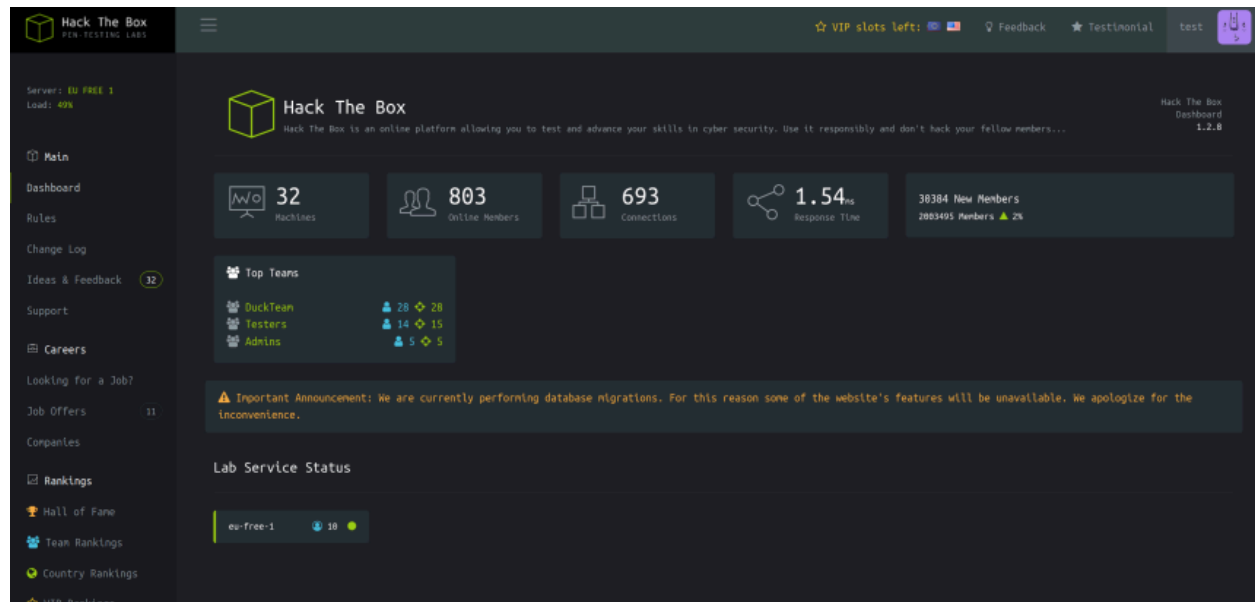 Hack The Box
PEN-TESTING LABS
☆ VIP slots left:
Feedback
★ Testimonial
test
Server: EU FREE 1
Load: 49%
Main
Dashboard
Rules
Change Log
Ideas & Feedback 32
Support
Careers
Looking for a Job?
Job Offers 11
Companies
Rankings
Hall of Fame
Team Rankings
Country Rankings
VIP Rankings
Hack The Box
Hack The Box is an online platform allowing you to test and advance your skills in cyber security. Use it responsibly and don't hack your fellow members...
Hack The Box
Dashboard
1.2.8
32
Machines
803
Online Members
693
Connections
1.54ms
Response Time
30384 New Members
2003495 Members ▲ 2%
Top Teams
DuckTeam 28 28
Testers 14 15
Admins 5 5
Important Announcement: We are currently performing database migrations. For this reason some of the website's features will be unavailable. We apologize for the
inconvenience.
Lab Service Status
eu-free-1 10